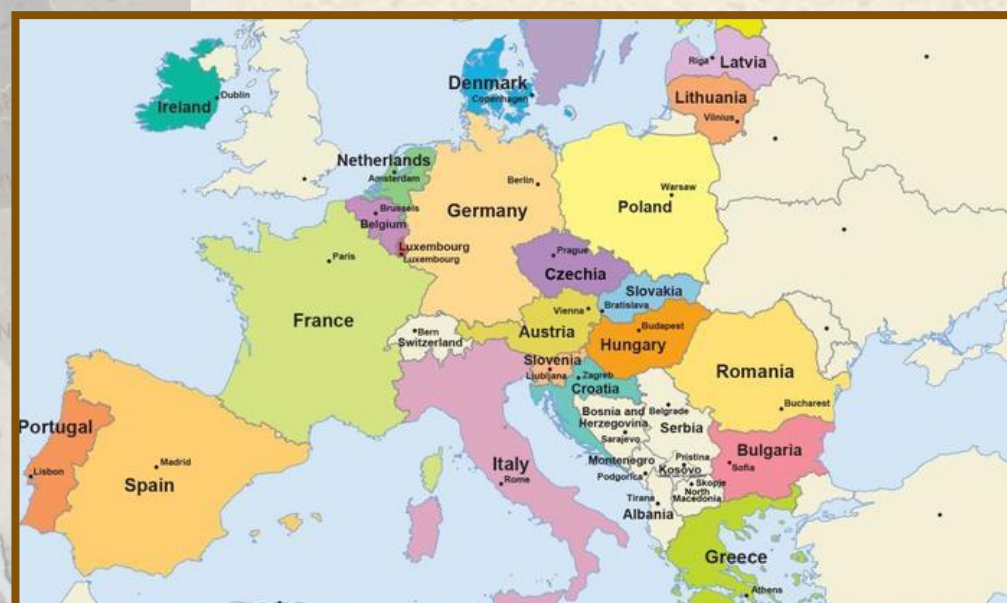 Latvia
Riga
Denmark
Copenhagen
Lithuania
Vilnius
Ireland
Dublin
Netherlands
Amsterdam
Berlin
Warsaw
Poland
Germany
Brussels
Belgium
Luxembourg
Luxembourg
Paris
Prague
Czechia
Slovakia
Bratislava
Vienna
Austria
France
Bern
Switzerland
Budapest
Hungary
Slovenia
Ljubljana
Zagreb
Croatia
Romania
Bucharest
Bosnia and
Herzegovina
Sarajevo
Belgrade
Serbia
Portugal
Lisbon
Madrid
Spain
Italy
Rome
Montenegro
Podgorica
Pristina
Kosovo
Bulgaria
Sofia
Skopje
North
Macedonia
Tirana
Albania
Greece
Athens